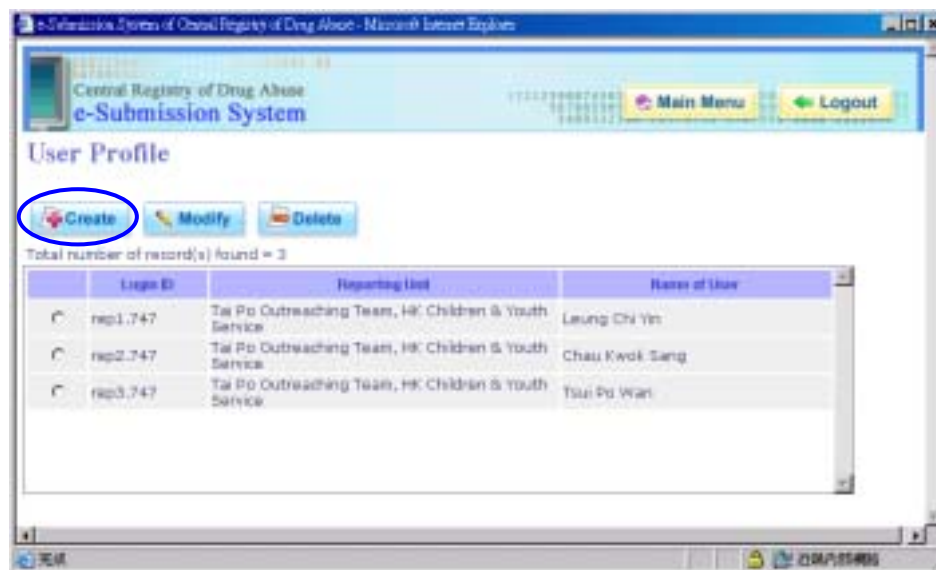 e-Submission System of Central Registry of Drug Abuse - Microsoft Internet Explorer
Central Registry of Drug Abuse
e-Submission System
Main Menu
Logout
User Profile
Create
Modify
Delete
Total number of record(s) found = 3
Login ID Reporting Unit Name of User
rep1.747 Tai Po Outreaching Team, HK Children & Youth Service Leung Chi Yin
rep2.747 Tai Po Outreaching Team, HK Children & Youth Service Chau Kwok Sang
rep3.747 Tai Po Outreaching Team, HK Children & Youth Service Tsui Po Wan
完成